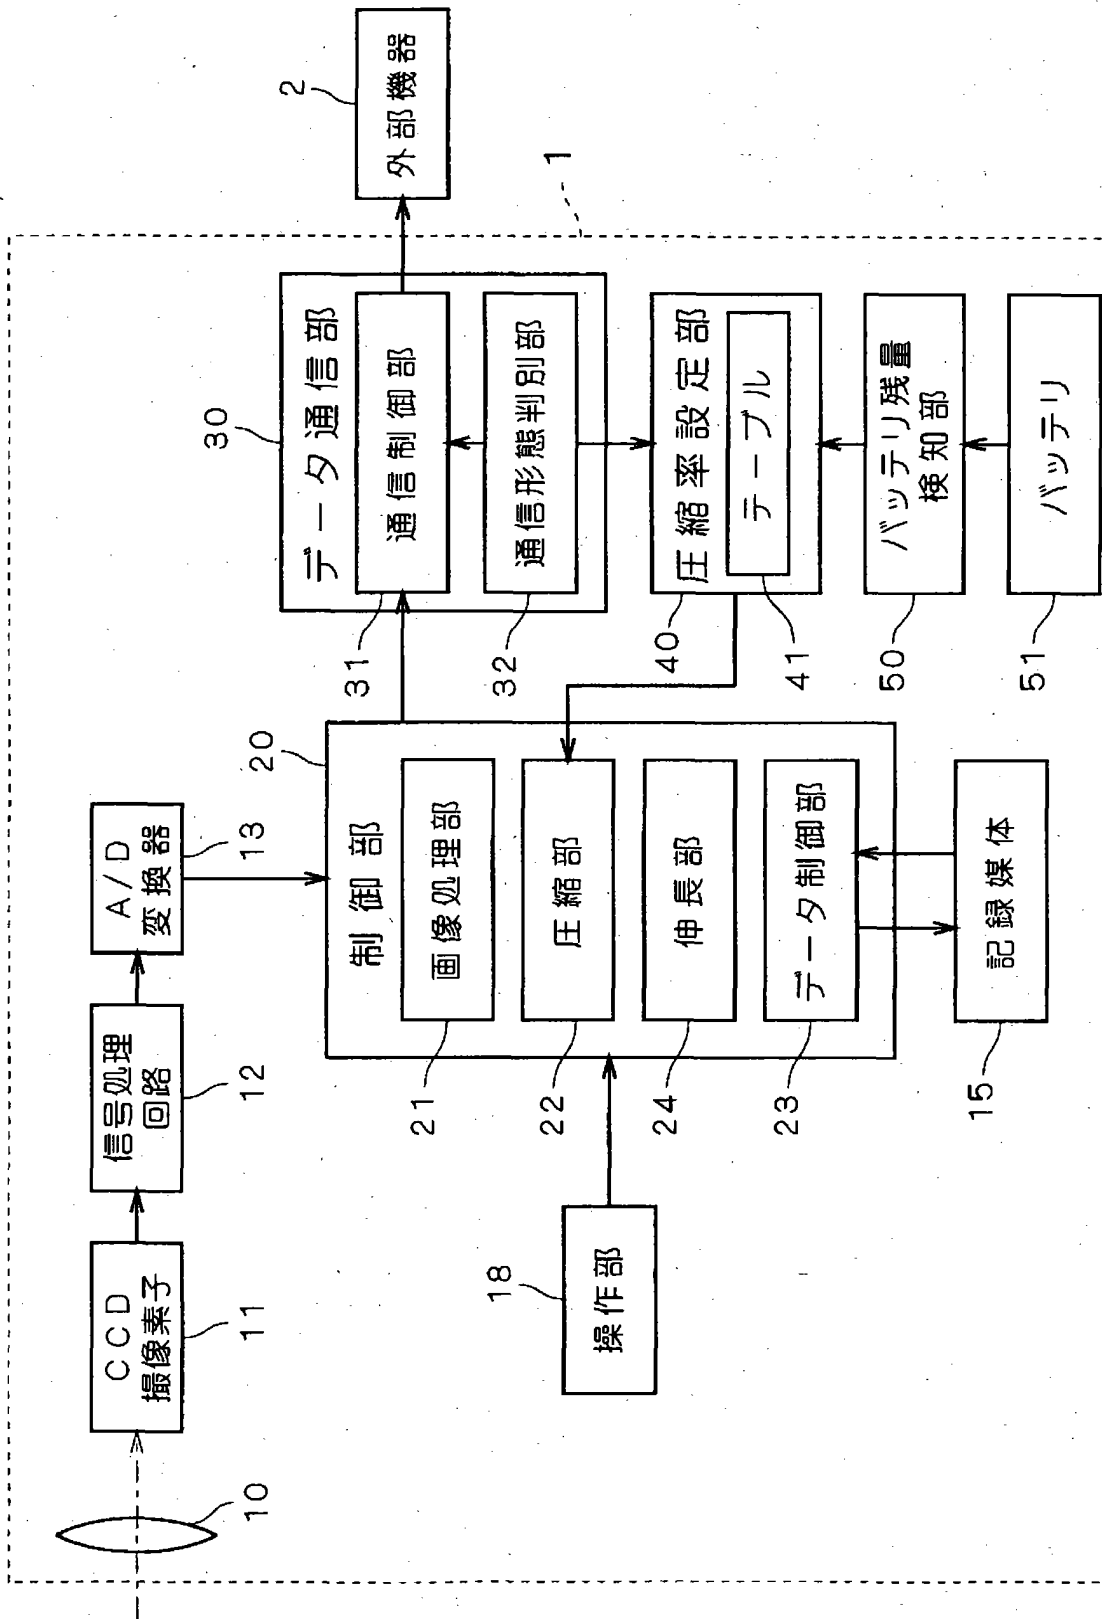 10
CCD
撮像素子
11
信号処理
回路
12
A/D
変換器
13
制御部
20
画像処理部
21
圧縮部
22
伸長部
24
データ制御部
23
記録媒体
15
操作部
18
データ通信部
30
通信制御部
31
通信形態判別部
32
圧縮率設定部
40
テーブル
41
バッテリ残量
検知部
50
バッテリ
51
外部機器
2
1